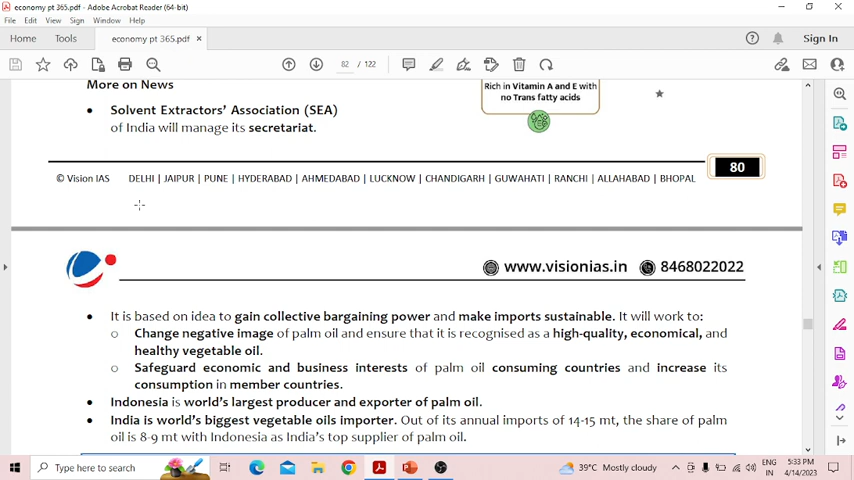 economy pt 365.pdf - Adobe Acrobat Reader (64-bit)
File Edit View Sign Window Help
Home Tools economy pt 365.pdf × Sign In
82 / 122
More on News
Rich in Vitamin A and E with
no Trans fatty acids
• Solvent Extractors' Association (SEA)
of India will manage its secretariat.
© Vision IAS DELHI | JAIPUR | PUNE | HYDERABAD | AHMEDABAD | LUCKNOW | CHANDIGARH | GUWAHATI | RANCHI | ALLAHABAD | BHOPAL 80
www.visionias.in 8468022022
• It is based on idea to gain collective bargaining power and make imports sustainable. It will work to:
o Change negative image of palm oil and ensure that it is recognised as a high-quality, economical, and
healthy vegetable oil.
o Safeguard economic and business interests of palm oil consuming countries and increase its
consumption in member countries.
• Indonesia is world's largest producer and exporter of palm oil.
• India is world's biggest vegetable oils importer. Out of its annual imports of 14-15 mt, the share of palm
oil is 8-9 mt with Indonesia as India's top supplier of palm oil.
Type here to search 39°C Mostly cloudy ENG 5:33 PM
IN 4/14/2023